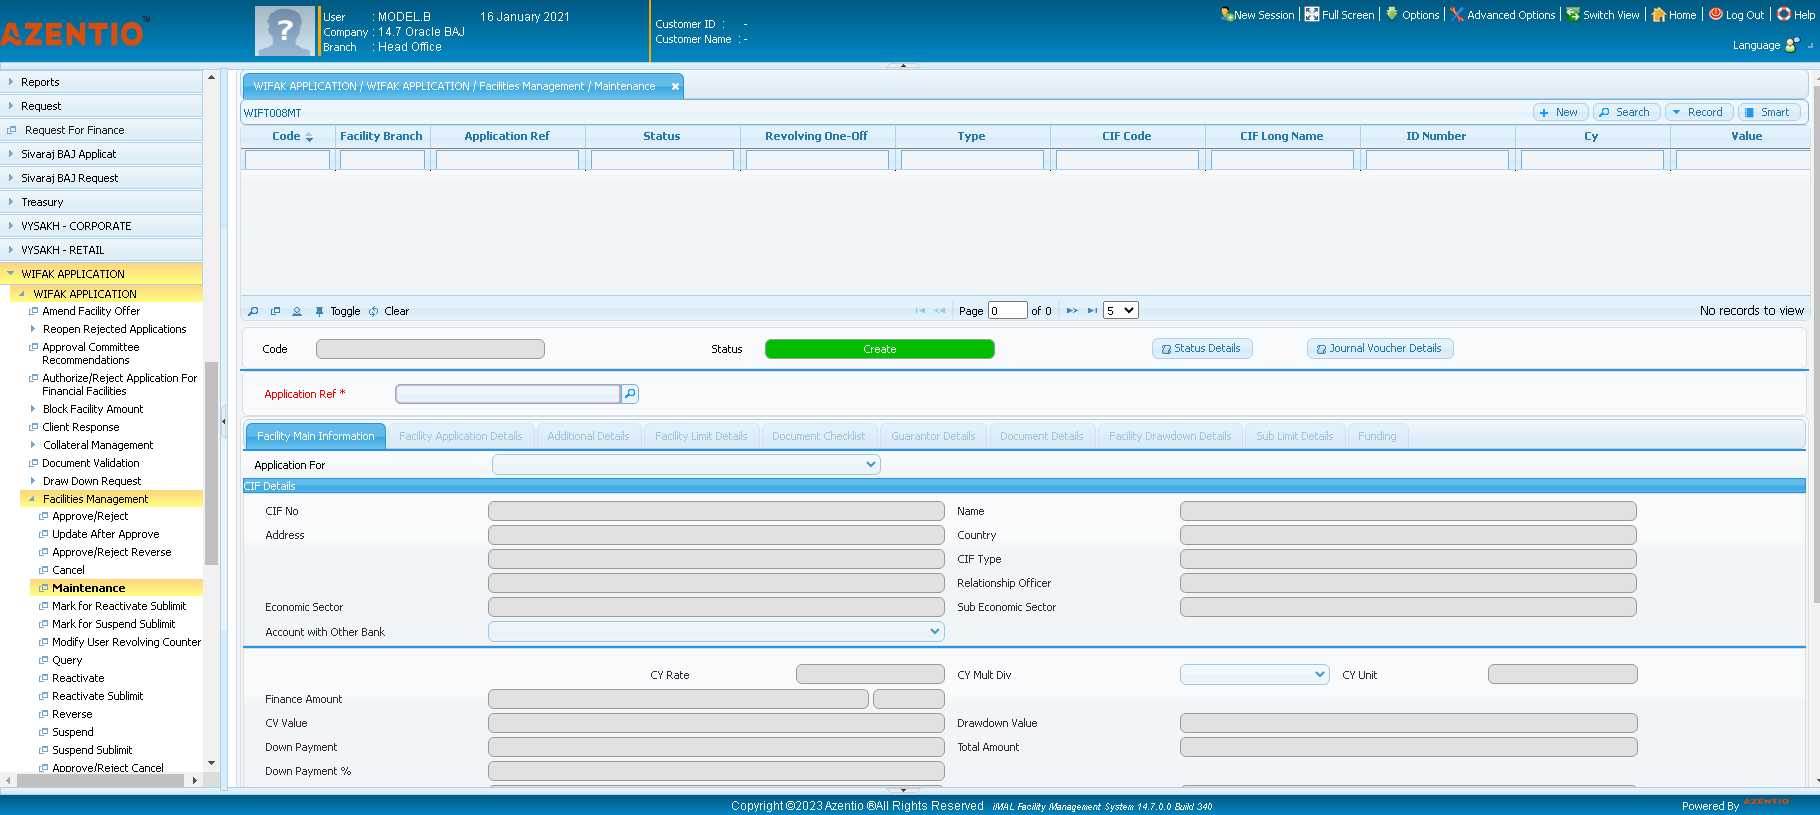 AZENTIO™
User : MODEL.B 16 January 2021
Company : 14.7 Oracle BAJ
Branch : Head Office
Customer ID : -
Customer Name : -
New Session | Full Screen | Options | Advanced Options | Switch View | Home | Log Out | Help
Language
Reports
Request
Request For Finance
Sivaraj BAJ Applicat
Sivaraj BAJ Request
Treasury
VYSAKH - CORPORATE
VYSAKH - RETAIL
WIFAK APPLICATION
WIFAK APPLICATION
Amend Facility Offer
Reopen Rejected Applications
Approval Committee
Recommendations
Authorize/Reject Application For
Financial Facilities
Block Facility Amount
Client Response
Collateral Management
Document Validation
Draw Down Request
Facilities Management
Approve/Reject
Update After Approve
Approve/Reject Reverse
Cancel
Maintenance
Mark for Reactivate Sublimit
Mark for Suspend Sublimit
Modify User Revolving Counter
Query
Reactivate
Reactivate Sublimit
Reverse
Suspend
Suspend Sublimit
Approve/Reject Cancel
WIFAK APPLICATION / WIFAK APPLICATION / Facilities Management / Maintenance
WIFT008MT
New Search Record Smart
Code Facility Branch Application Ref Status Revolving One-Off Type CIF Code CIF Long Name ID Number Cy Value
Toggle Clear
Page 0 of 0 5
No records to view
Code Status Create Status Details Journal Voucher Details
Application Ref *
Facility Main Information Facility Application Details Additional Details Facility Limit Details Document Checklist Guarantor Details Document Details Facility Drawdown Details Sub Limit Details Funding
Application For
CIF Details
CIF No Name
Address Country
CIF Type
Relationship Officer
Economic Sector Sub Economic Sector
Account with Other Bank
CY Rate CY Mult Div CY Unit
Finance Amount
CV Value Drawdown Value
Down Payment Total Amount
Down Payment %
Copyright ©2023 Azentio ®All Rights Reserved iMAL Facility Management System 14.7.0.0 Build 340
Powered By AZENTIO